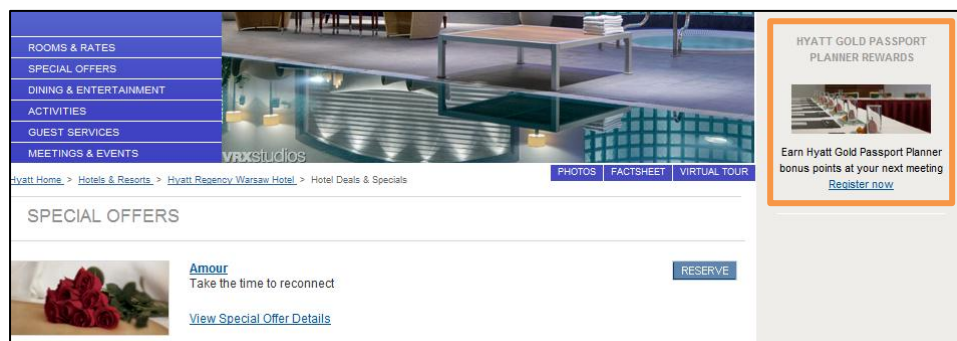 ROOMS & RATES
SPECIAL OFFERS
DINING & ENTERTAINMENT
ACTIVITIES
GUEST SERVICES
MEETINGS & EVENTS
VRXstudios
PHOTOS FACTSHEET VIRTUAL TOUR
Hyatt Home > Hotels & Resorts > Hyatt Regency Warsaw Hotel > Hotel Deals & Specials
SPECIAL OFFERS
Amour
Take the time to reconnect
RESERVE
View Special Offer Details
HYATT GOLD PASSPORT
PLANNER REWARDS
Earn Hyatt Gold Passport Planner
bonus points at your next meeting
Register now